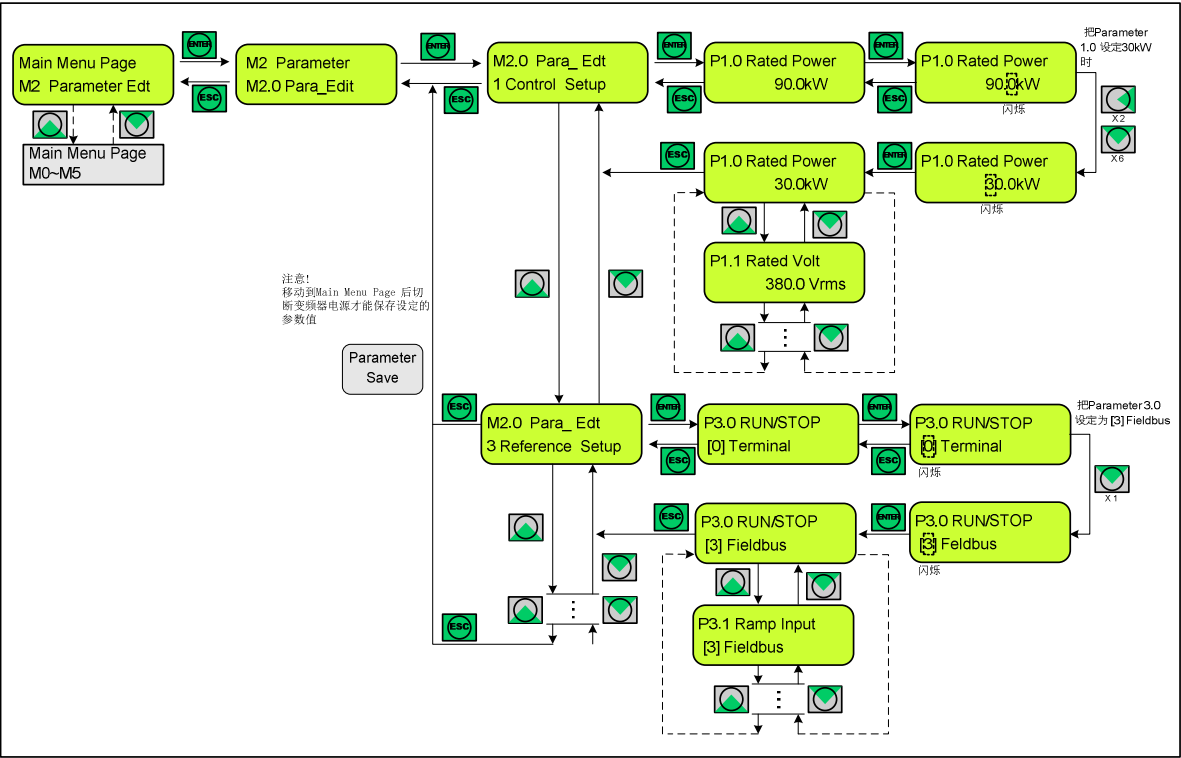 ENTER
ENTER
ENTER
ENTER
把Parameter
1.0 设定30kW
时
Main Menu Page
M2 Parameter Edt
M2 Parameter
M2.0 Para_Edit
M2.0 Para_ Edt
1 Control Setup
P1.0 Rated Power
90.0kW
P1.0 Rated Power
90.0kW
闪烁
ESC
ESC
ESC
ESC
X 2
X 6
Main Menu Page
M0~M5
ESC
ENTER
P1.0 Rated Power
30.0kW
P1.0 Rated Power
30.0kW
闪烁
P1.1 Rated Volt
380.0 Vrms
注意!
移动到Main Menu Page 后切
断变频器电源才能保存设定的
参数值
Parameter
Save
ESC
ENTER
ENTER
把Parameter 3.0
设定为 [3] Fieldbus
M2.0 Para_ Edt
3 Reference Setup
P3.0 RUN/STOP
[0] Terminal
P3.0 RUN/STOP
[0] Terminal
闪烁
ESC
ESC
X 1
ESC
ENTER
P3.0 RUN/STOP
[3] Fieldbus
P3.0 RUN/STOP
[3] Feldbus
闪烁
ESC
P3.1 Ramp Input
[3] Fieldbus